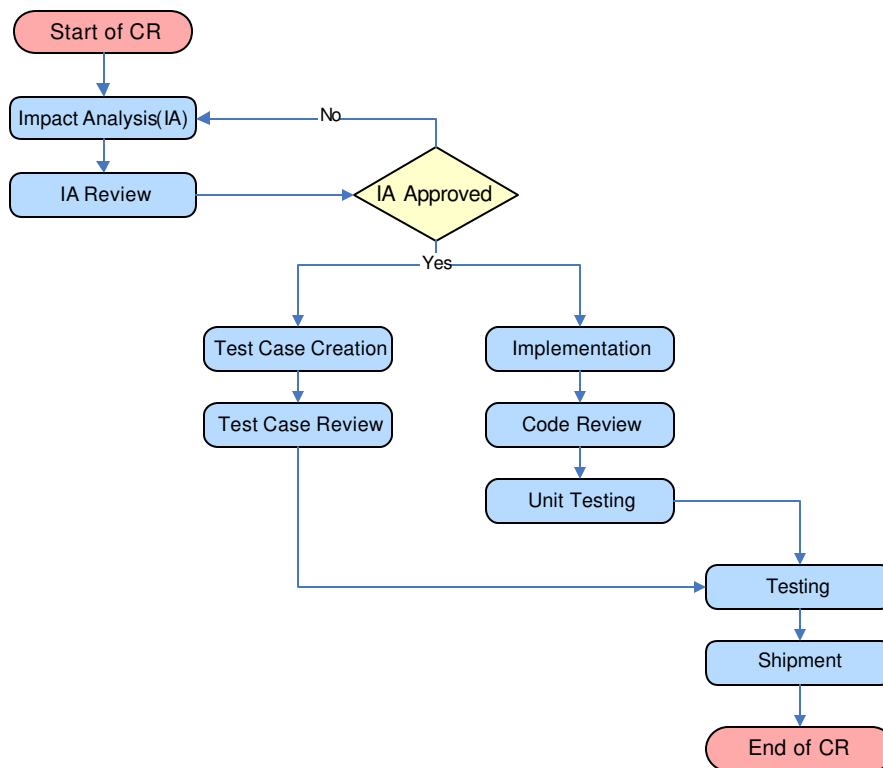 Start of CR
Impact Analysis(IA)
No
IA Review
IA Approved
Yes
Test Case Creation
Implementation
Test Case Review
Code Review
Unit Testing
Testing
Shipment
End of CR